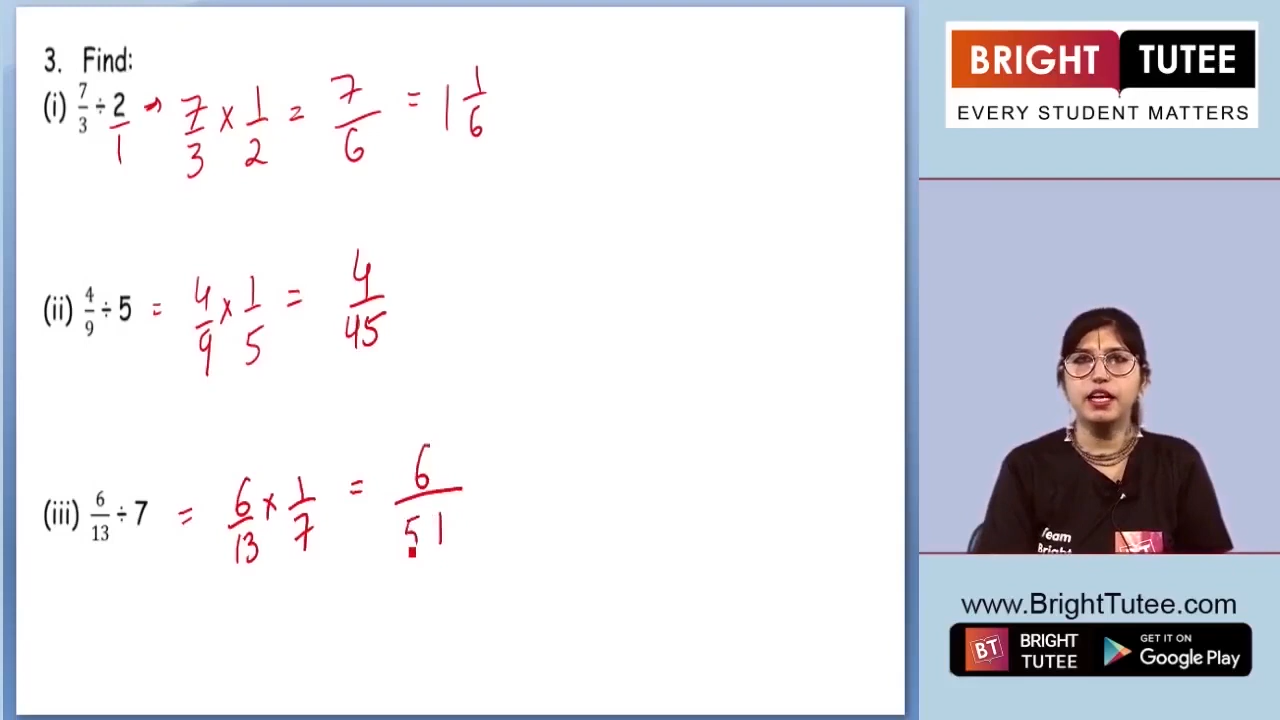 3. Find:
(i) 7/3 ÷ 2/1 → 7/3 × 1/2 = 7/6 = 1 1/6
(ii) 4/9 ÷ 5 = 4/9 × 1/5 = 4/45
(iii) 6/13 ÷ 7 = 6/13 × 1/7 = 6/51
BRIGHT TUTEE
EVERY STUDENT MATTERS
Team
Bright
www.BrightTutee.com
BT
BRIGHT
TUTEE
GET IT ON
Google Play